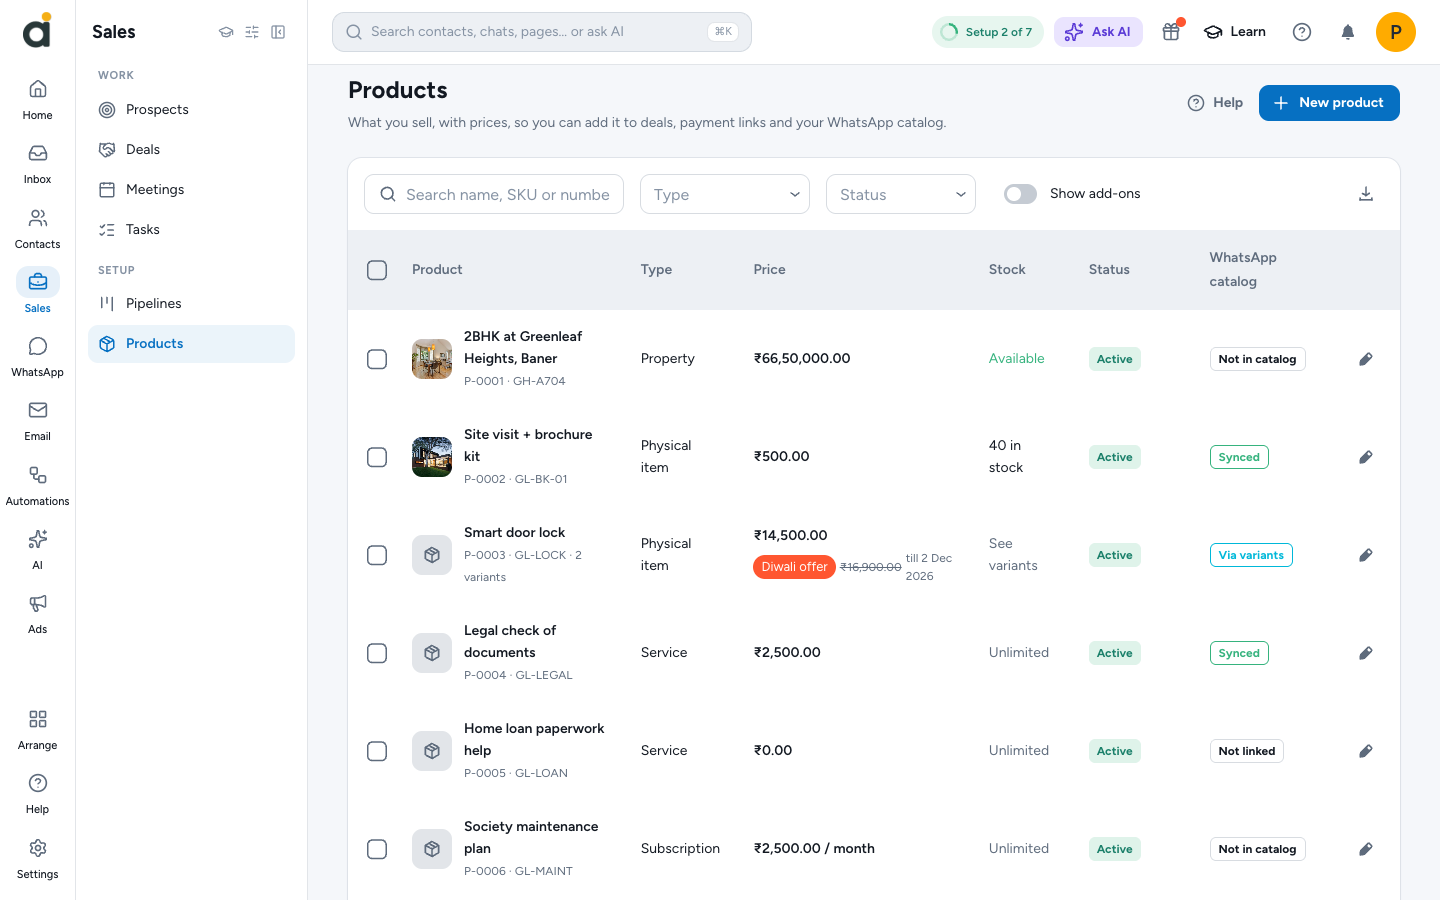 Home
Inbox
Contacts
Sales
WhatsApp
Email
Automations
AI
Ads
Arrange
Help
Settings
Sales
WORK
Prospects
Deals
Meetings
Tasks
SETUP
Pipelines
Products
Search contacts, chats, pages... or ask AI
⌘K
Setup 2 of 7
Ask AI
Learn
P
Products
What you sell, with prices, so you can add it to deals, payment links and your WhatsApp catalog.
Help
New product
Search name, SKU or numbe
Type
Status
Show add-ons
Product
Type
Price
Stock
Status
WhatsApp
catalog
2BHK at Greenleaf
Heights, Baner
P-0001 · GH-A704
Property
₹66,50,000.00
Available
Active
Not in catalog
Site visit + brochure
kit
P-0002 · GL-BK-01
Physical
item
₹500.00
40 in
stock
Active
Synced
Smart door lock
P-0003 · GL-LOCK · 2
variants
Physical
item
₹14,500.00
Diwali offer
₹16,900.00
till 2 Dec
2026
See
variants
Active
Via variants
Legal check of
documents
P-0004 · GL-LEGAL
Service
₹2,500.00
Unlimited
Active
Synced
Home loan paperwork
help
P-0005 · GL-LOAN
Service
₹0.00
Unlimited
Active
Not linked
Society maintenance
plan
P-0006 · GL-MAINT
Subscription
₹2,500.00 / month
Unlimited
Active
Not in catalog